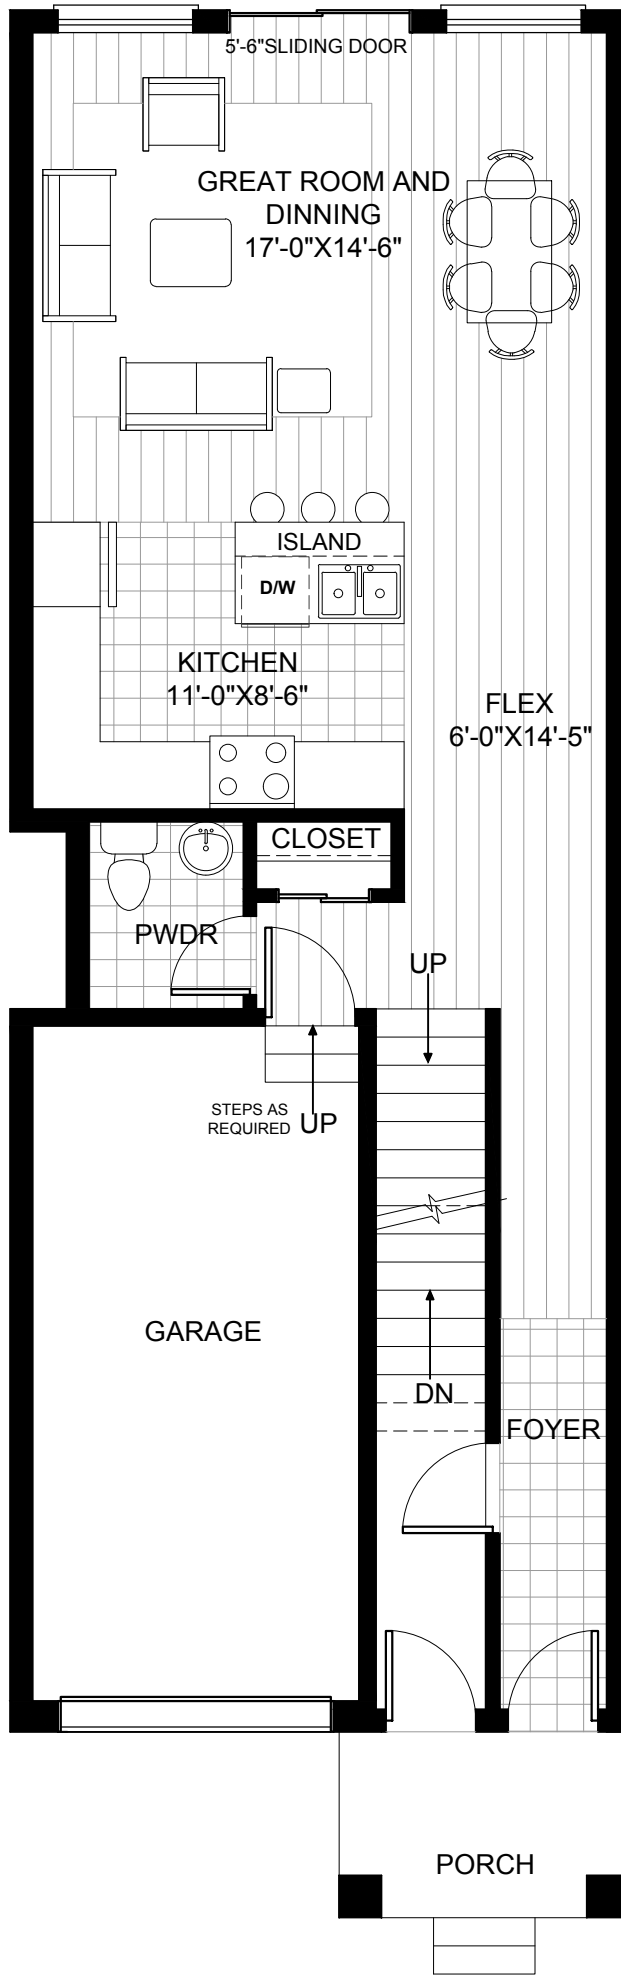 5'-6"SLIDING DOOR
GREAT ROOM AND
DINNING
17'-0"X14'-6"
ISLAND
D/W
KITCHEN
11'-0"X8'-6"
FLEX
6'-0"X14'-5"
CLOSET
PWDR
UP
STEPS AS
REQUIRED
UP
GARAGE
DN
FOYER
PORCH